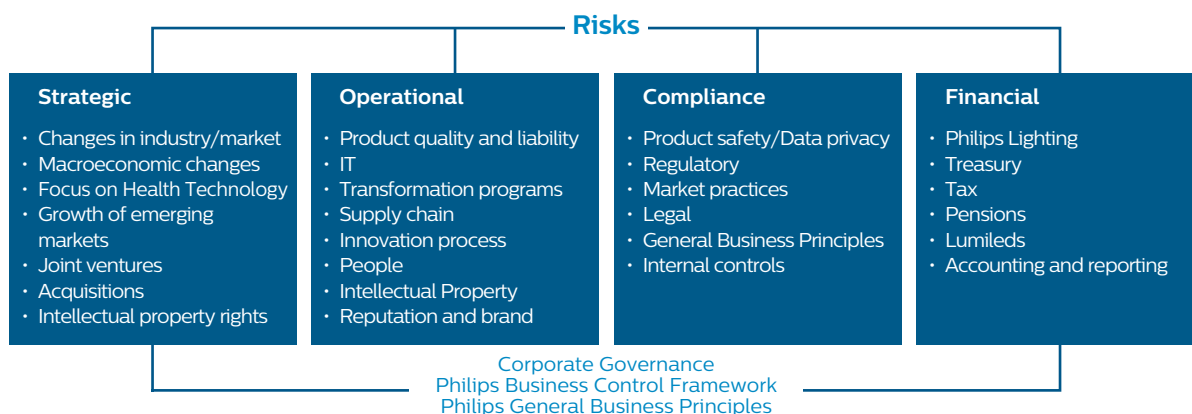 Risks
Strategic
· Changes in industry/market
· Macroeconomic changes
· Focus on Health Technology
· Growth of emerging
markets
· Joint ventures
· Acquisitions
· Intellectual property rights
Operational
· Product quality and liability
· IT
· Transformation programs
· Supply chain
· Innovation process
· People
· Intellectual Property
· Reputation and brand
Compliance
· Product safety/Data privacy
· Regulatory
· Market practices
· Legal
· General Business Principles
· Internal controls
Financial
· Philips Lighting
· Treasury
· Tax
· Pensions
· Lumileds
· Accounting and reporting
Corporate Governance
Philips Business Control Framework
Philips General Business Principles